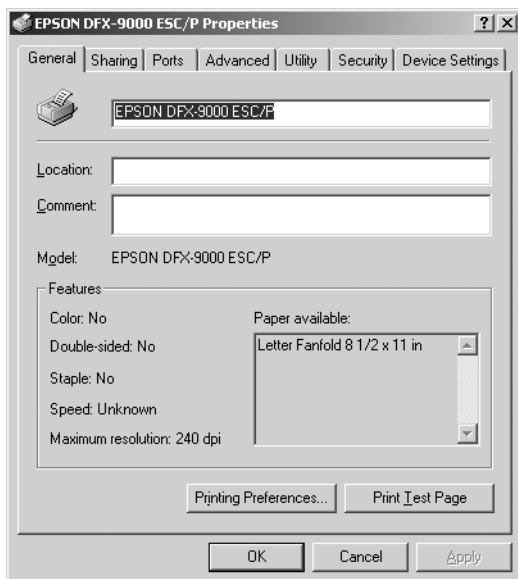 EPSON DFX-9000 ESC/P Properties
General Sharing Ports Advanced Utility Security Device Settings
EPSON DFX-9000 ESC/P
Location:
Comment:
Model: EPSON DFX-9000 ESC/P
Features
Color: No
Double-sided: No
Staple: No
Speed: Unknown
Maximum resolution: 240 dpi
Paper available:
Letter Fanfold 8 1/2 x 11 in
Printing Preferences... Print Test Page
OK Cancel Apply